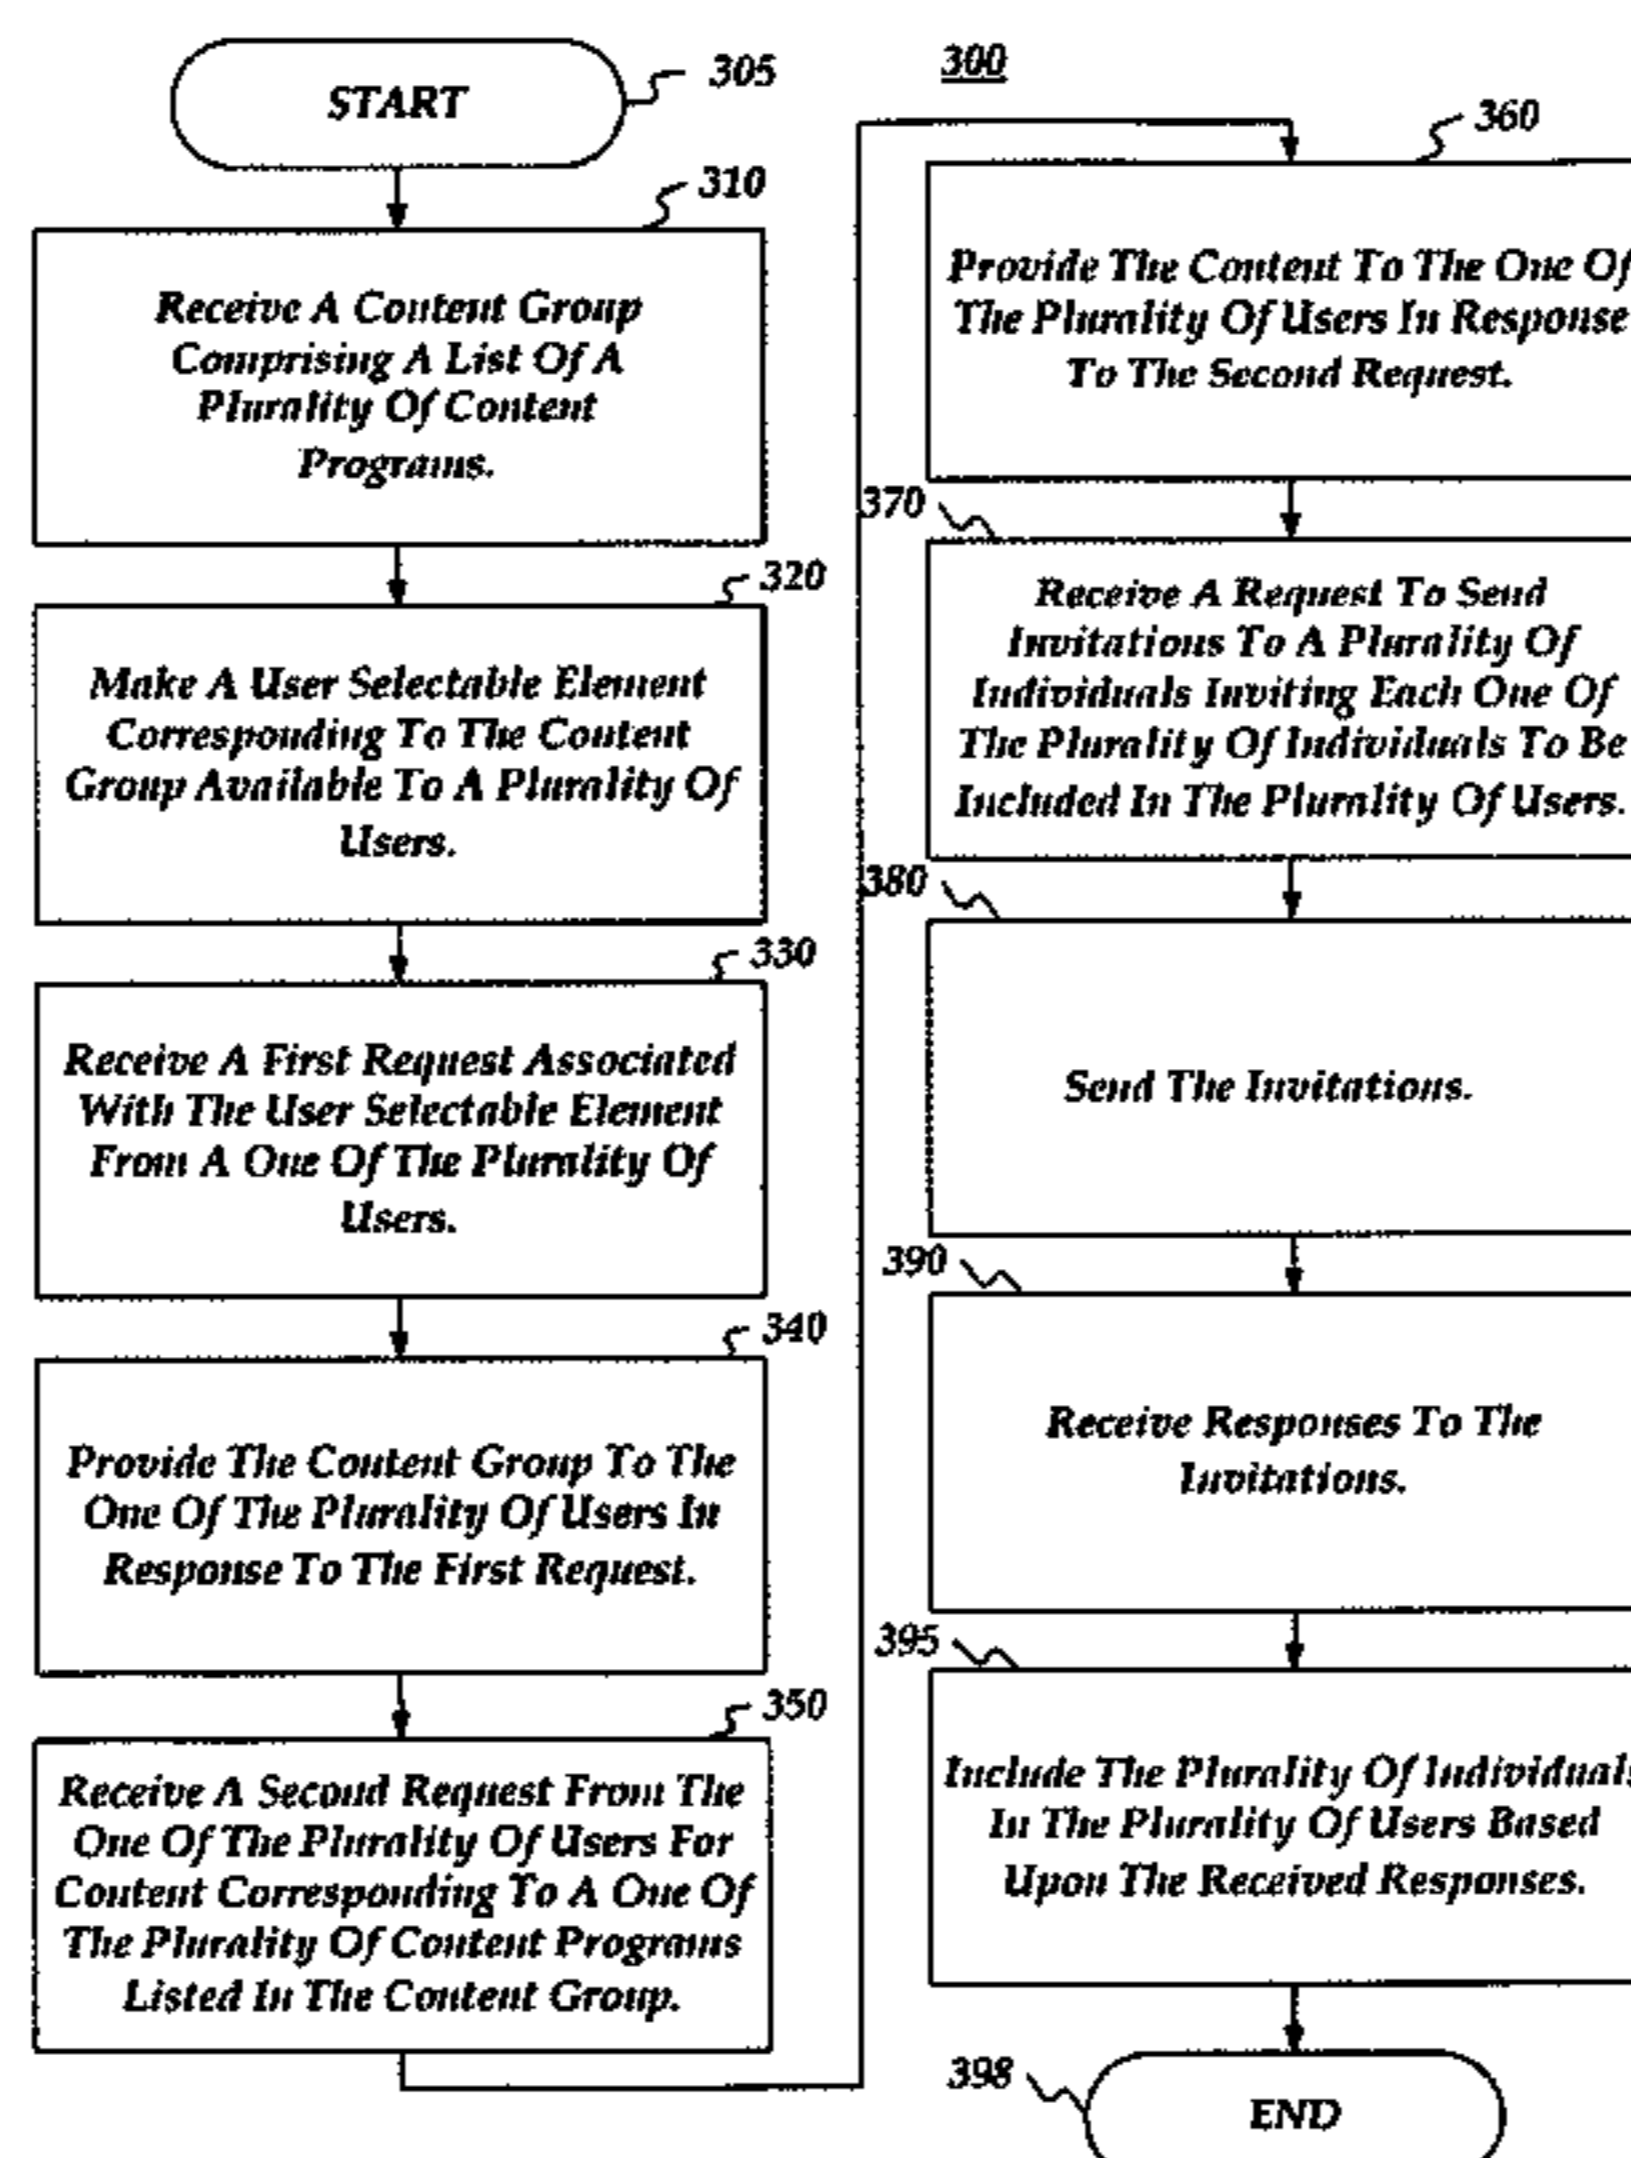 START
305
310
Receive A Content Group
Comprising A List Of A
Plurality Of Content
Programs.
320
Make A User Selectable Element
Corresponding To The Content
Group Available To A Plurality Of
Users.
330
Receive A First Request Associated
With The User Selectable Element
From A One Of The Plurality Of
Users.
340
Provide The Content Group To The
One Of The Plurality Of Users In
Response To The First Request.
350
Receive A Second Request From The
One Of The Plurality Of Users For
Content Corresponding To A One Of
The Plurality Of Content Programs
Listed In The Content Group.
300
360
Provide The Content To The One Of
The Plurality Of Users In Response
To The Second Request.
370
Receive A Request To Send
Invitations To A Plurality Of
Individuals Inviting Each One Of
The Plurality Of Individuals To Be
Included In The Plurality Of Users.
380
Send The Invitations.
390
Receive Responses To The
Invitations.
395
Include The Plurality Of Individuals
In The Plurality Of Users Based
Upon The Received Responses.
398
END